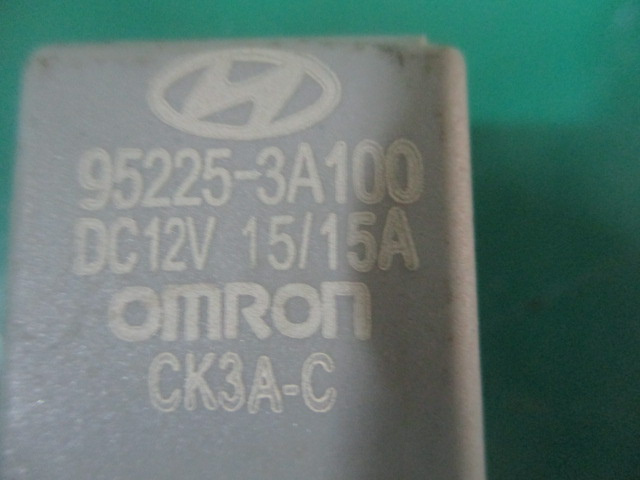 95225-3A100
DC12V 15/15A
omron
CK3A-C